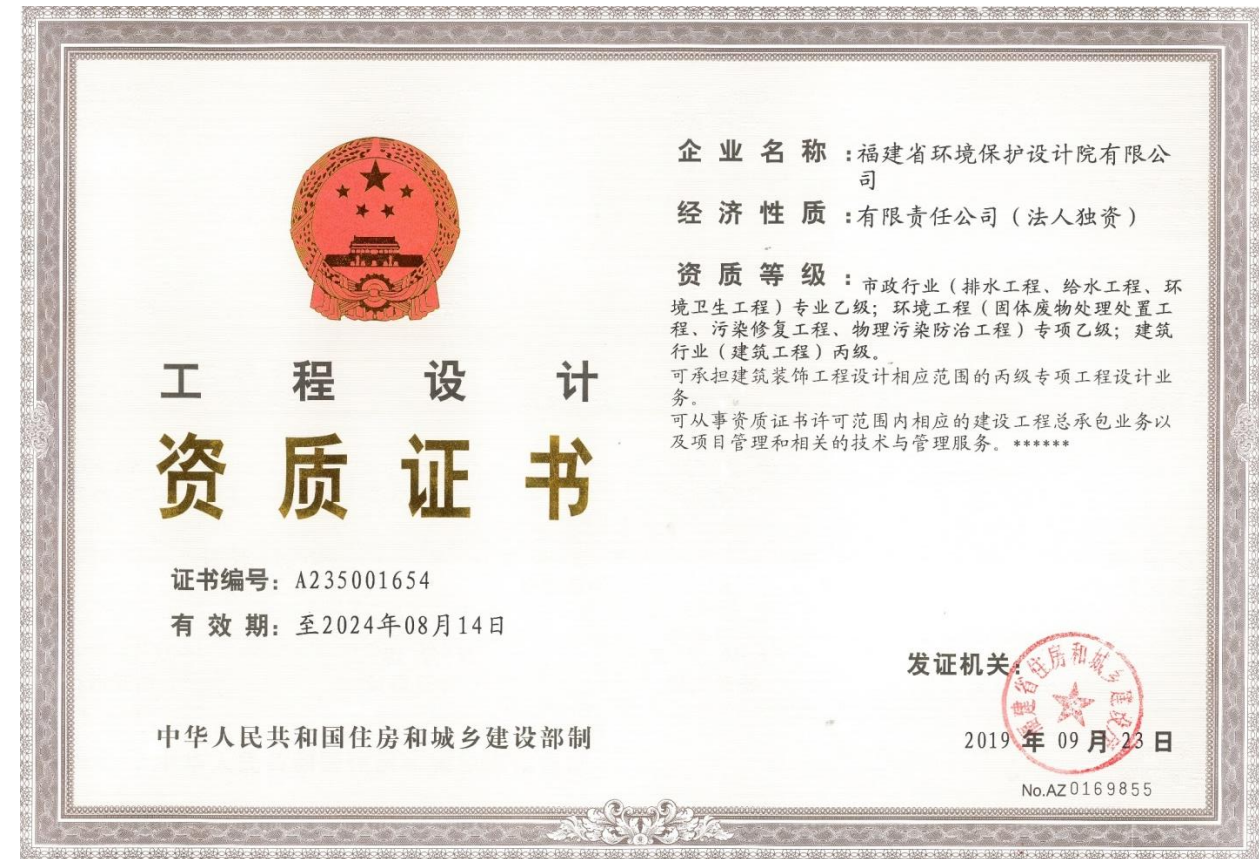 工程设计
资质证书
证书编号：A235001654
有效期：至2024年08月14日
中华人民共和国住房和城乡建设部制
企业名称：福建省环境保护设计院有限公
司
经济性质：有限责任公司（法人独资）
资质等级：市政行业（排水工程、给水工程、环
境卫生工程）专业乙级；环境工程（固体废物处理处置工
程、污染修复工程、物理污染防治工程）专项乙级；建筑
行业（建筑工程）丙级。
可承担建筑装饰工程设计相应范围的丙级专项工程设计业
务。
可从事资质证书许可范围内相应的建设工程总承包业务以
及项目管理和相关的技术与管理服务。******
发证机关：
福建省住房和城乡建设厅
2019年09月23日
No.AZ0169855